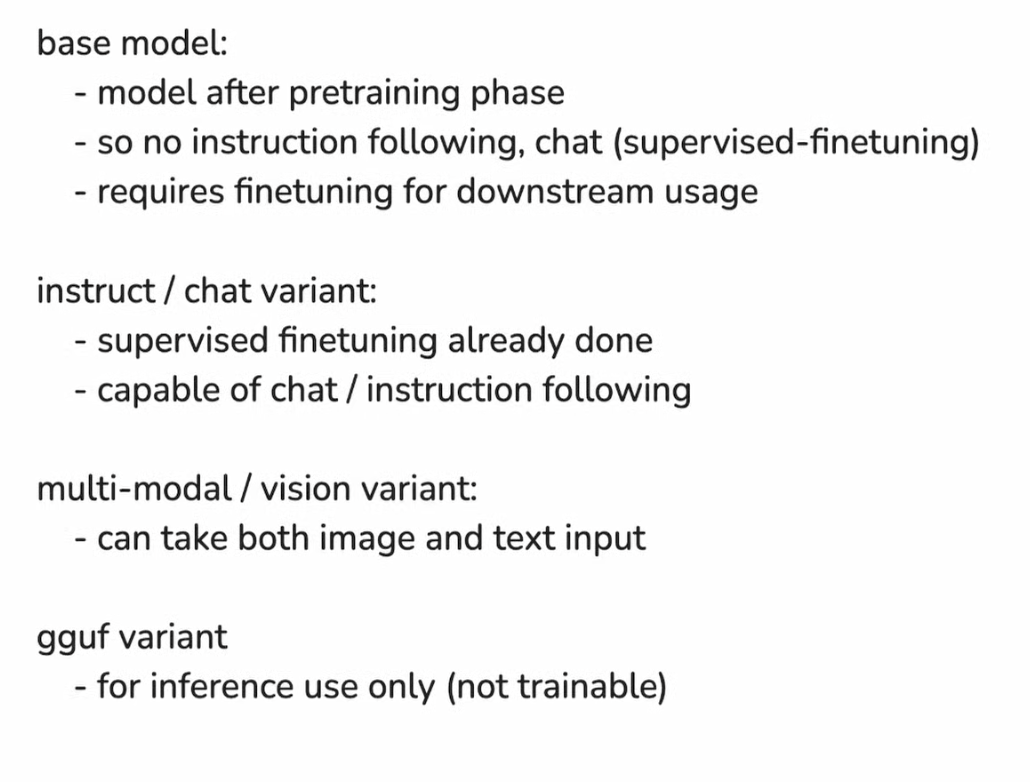 base model:
- model after pretraining phase
- so no instruction following, chat (supervised-finetuning)
- requires finetuning for downstream usage
instruct / chat variant:
- supervised finetuning already done
- capable of chat / instruction following
multi-modal / vision variant:
- can take both image and text input
gguf variant
- for inference use only (not trainable)